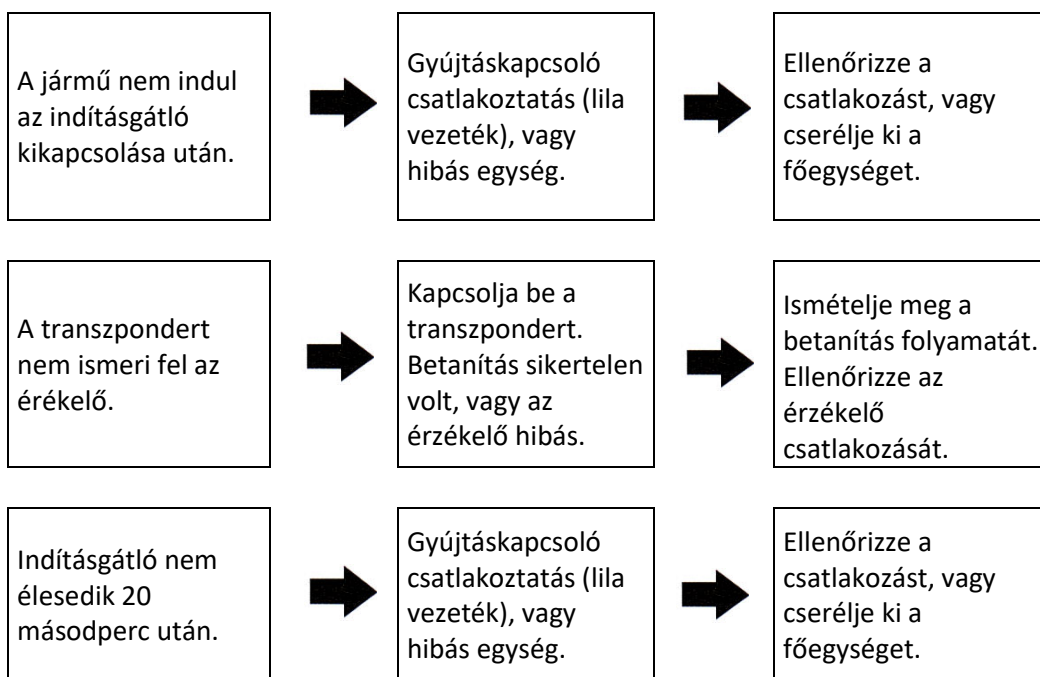 A jármű nem indul
az indításgátló
kikapcsolása után.
Gyújtáskapcsoló
csatlakoztatás (lila
vezeték), vagy
hibás egység.
Ellenőrizze a
csatlakozást, vagy
cserélje ki a
főegységet.
A transzpondert
nem ismeri fel az
érékelő.
Kapcsolja be a
transzpondert.
Betanítás sikertelen
volt, vagy az
érzékelő hibás.
Ismételje meg a
betanítás folyamatát.
Ellenőrizze az
érzékelő
csatlakozását.
Indításgátló nem
élesedik 20
másodperc után.
Gyújtáskapcsoló
csatlakoztatás (lila
vezeték), vagy
hibás egység.
Ellenőrizze a
csatlakozást, vagy
cserélje ki a
főegységet.